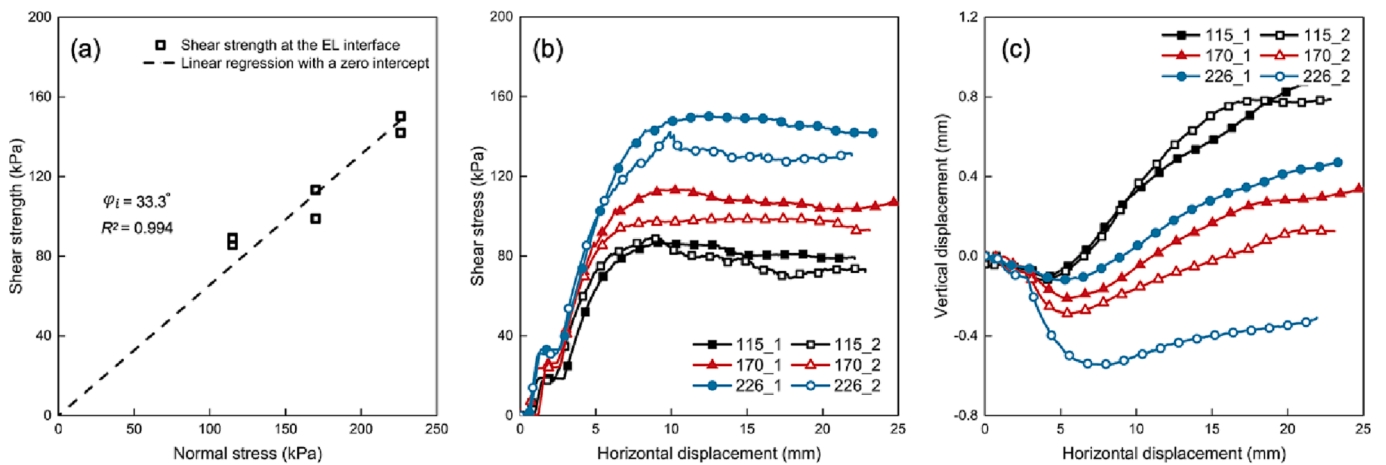 (a)
Shear strength at the EL interface
Linear regression with a zero intercept
φi = 33.3°
R² = 0.994
200
160
120
80
40
0
0 50 100 150 200 250
Shear strength (kPa)
Normal stress (kPa)
(b)
200
160
120
80
40
0
0 5 10 15 20 25
Shear stress (kPa)
Horizontal displacement (mm)
115_1 115_2
170_1 170_2
226_1 226_2
(c)
115_1 115_2
170_1 170_2
226_1 226_2
1.2
0.8
0.4
0.0
-0.4
-0.8
0 5 10 15 20 25
Vertical displacement (mm)
Horizontal displacement (mm)